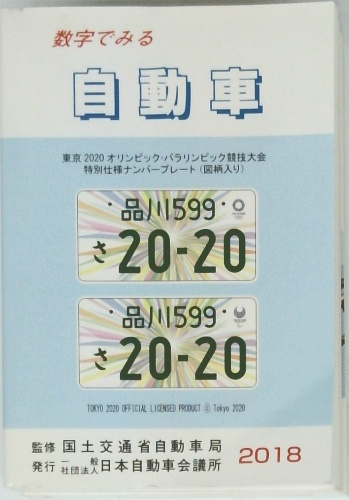 数字でみる
自動車
東京2020オリンピック・パラリンピック競技大会
特別仕様ナンバープレート(図柄入り)
品川599
さ 20-20
品川599
さ 20-20
TOKYO 2020 OFFICIAL LICENSED PRODUCT ⓒ Tokyo 2020
監修 国土交通省自動車局
発行 一般社団法人 日本自動車会議所
2018